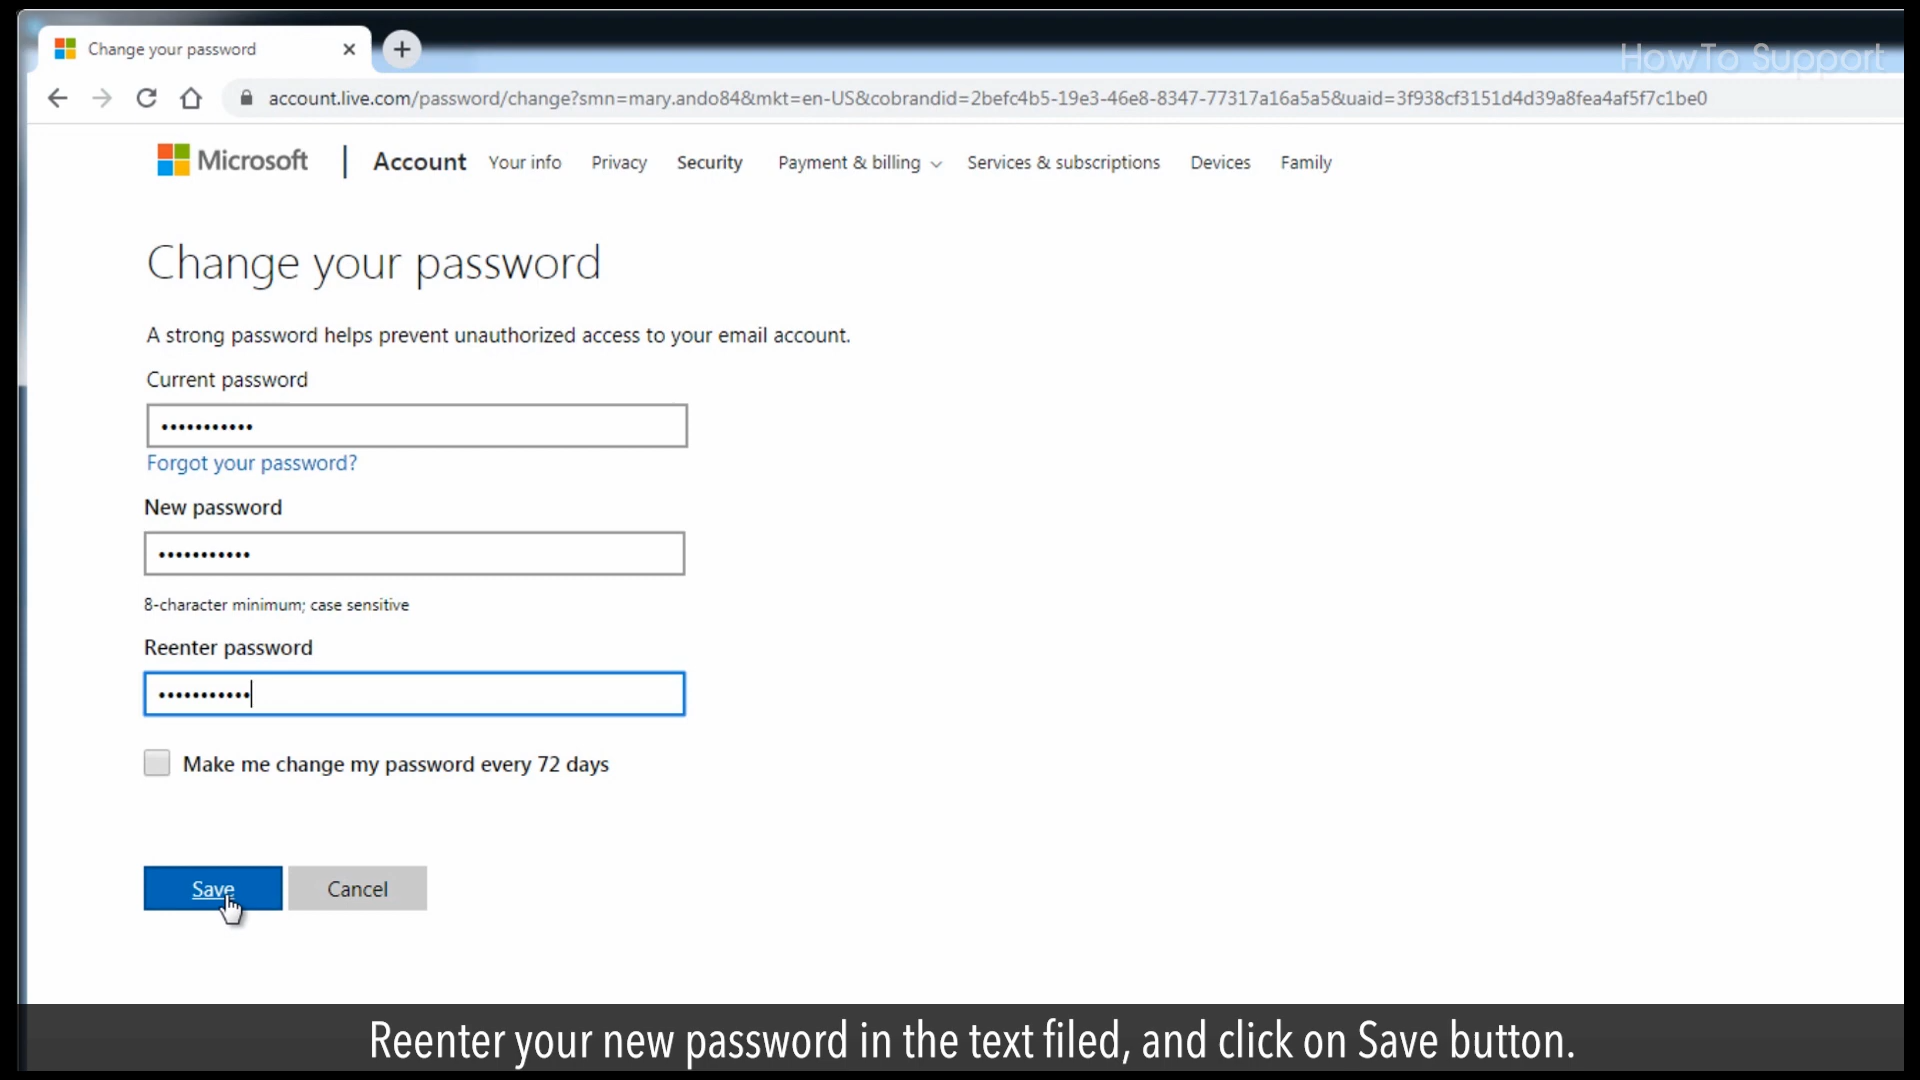 Change your password
HowTo Support
account.live.com/password/change?smn=mary.ando84&mkt=en-US&cobrandid=2befc4b5-19e3-46e8-8347-77317a16a5a5&uaid=3f938cf3151d4d39a8fea4af5f7c1be0
Microsoft | Account Your info Privacy Security Payment & billing Services & subscriptions Devices Family
Change your password
A strong password helps prevent unauthorized access to your email account.
Current password
•••••••••••
Forgot your password?
New password
•••••••••••
8-character minimum; case sensitive
Reenter password
•••••••••••
Make me change my password every 72 days
Save Cancel
Reenter your new password in the text filed, and click on Save button.